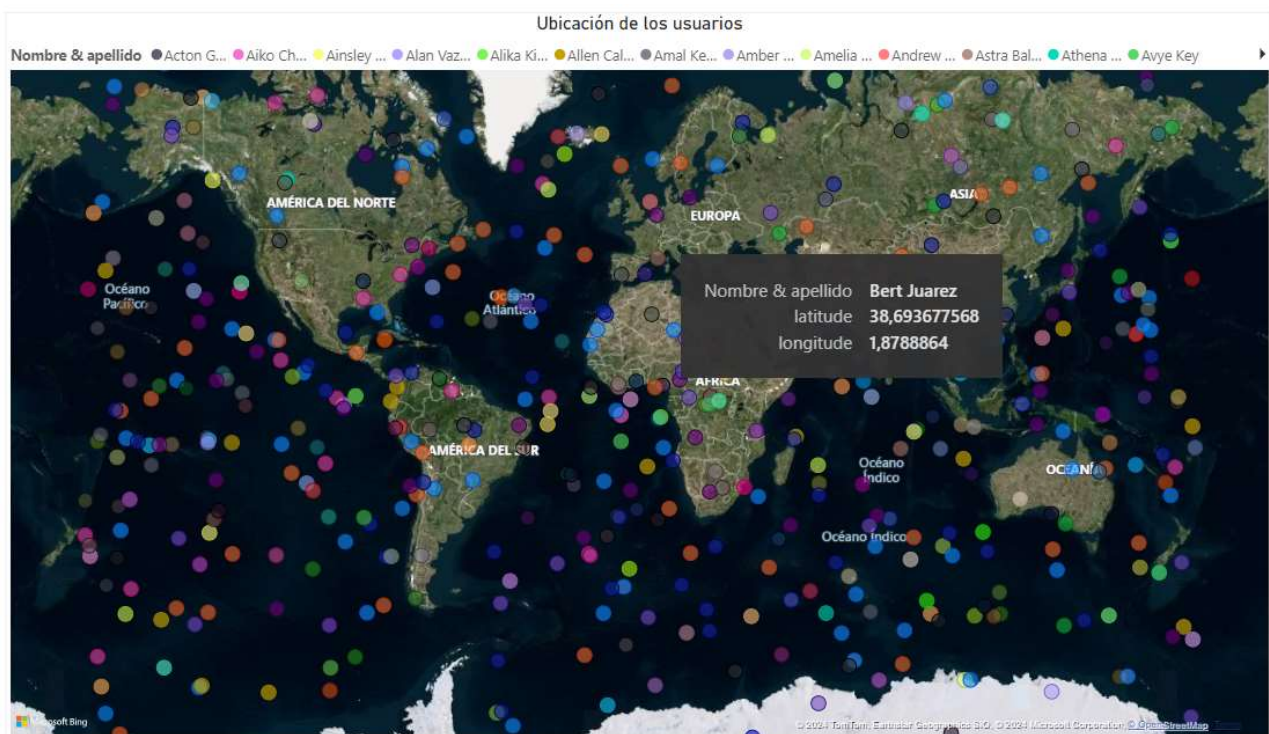 Ubicación de los usuarios
Nombre & apellido Acton G... Aiko Ch... Ainsley ... Alan Vaz... Alika Ki... Allen Cal... Amal Ke... Amber ... Amelia ... Andrew ... Astra Bal... Athena ... Avye Key
AMÉRICA DEL NORTE
ASIA
EUROPA
Océano
Pacífico
Océano
Atlántico
Nombre & apellido Bert Juarez
latitude 38,693677568
longitude 1,8788864
ÁFRICA
AMÉRICA DEL SUR
Océano
Índico
OCEANÍA
Océano Índico
Microsoft Bing
© 2024 TomTom, Earthstar Geographics SIO, © 2024 Microsoft Corporation, © OpenStreetMap Terms